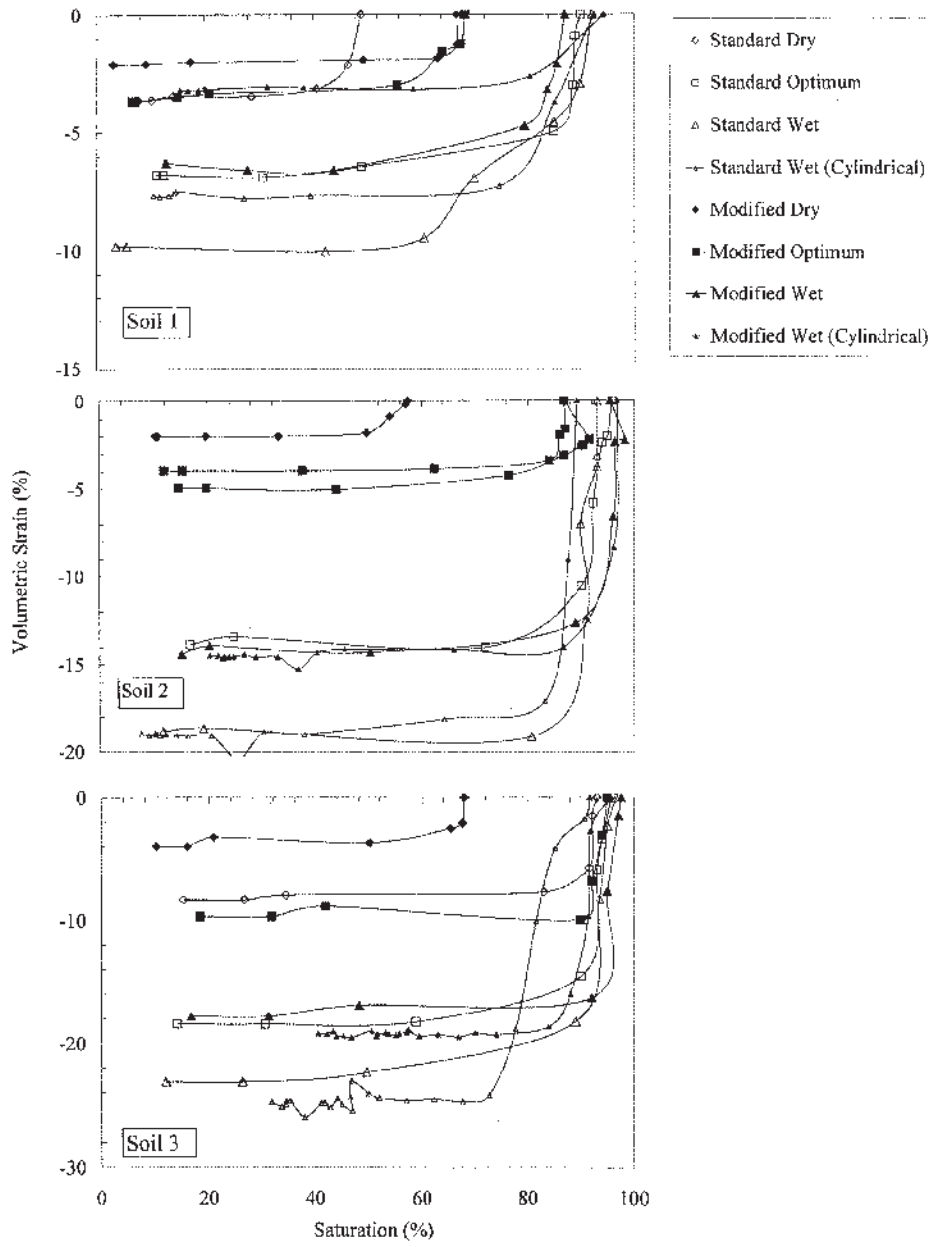 0
-5
-10
-15
Soil 1
Standard Dry
Standard Optimum
Standard Wet
Standard Wet (Cylindrical)
Modified Dry
Modified Optimum
Modified Wet
Modified Wet (Cylindrical)
Volumetric Strain (%)
0
-5
-10
-15
-20
Soil 2
0
-10
-20
-30
Soil 3
0
20
40
60
80
100
Saturation (%)